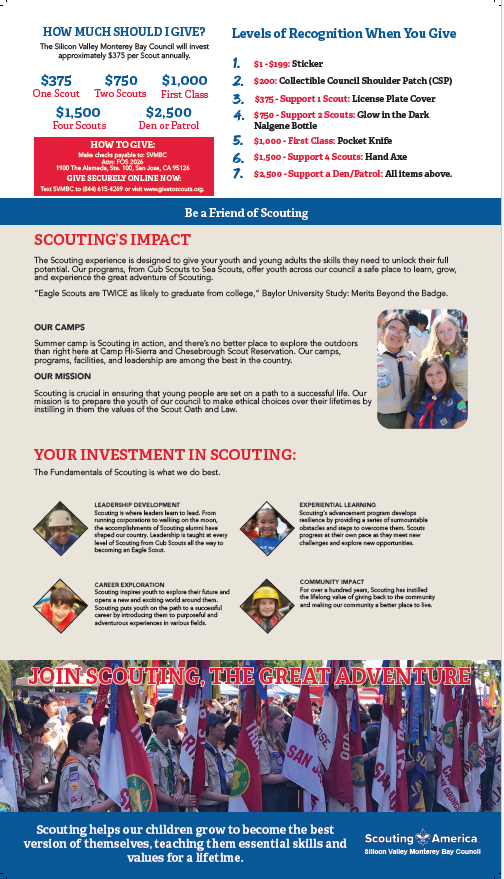 HOW MUCH SHOULD I GIVE?
The Silicon Valley Monterey Bay Council will invest
approximately $375 per Scout annually.
$375 $750 $1,000
One Scout Two Scouts First Class
$1,500 $2,500
Four Scouts Den or Patrol
HOW TO GIVE:
Make checks payable to: SVMBC
Attn: FOS 2026
1900 The Alameda, Ste. 100, San Jose, CA 95126
GIVE SECURELY ONLINE NOW:
Text SVMBC to (844) 615-4269 or visit www.givetoscouts.org.
Levels of Recognition When You Give
1. $1 - $199: Sticker
2. $200: Collectible Council Shoulder Patch (CSP)
3. $375 - Support 1 Scout: License Plate Cover
4. $750 - Support 2 Scouts: Glow in the Dark
Nalgene Bottle
5. $1,000 - First Class: Pocket Knife
6. $1,500 - Support 4 Scouts: Hand Axe
7. $2,500 - Support a Den/Patrol: All items above.
Be a Friend of Scouting
SCOUTING'S IMPACT
The Scouting experience is designed to give your youth and young adults the skills they need to unlock their full
potential. Our programs, from Cub Scouts to Sea Scouts, offer youth across our council a safe place to learn, grow,
and experience the great adventure of Scouting.
“Eagle Scouts are TWICE as likely to graduate from college,” Baylor University Study: Merits Beyond the Badge.
OUR CAMPS
Summer camp is Scouting in action, and there's no better place to explore the outdoors
than right here at Camp Hi-Sierra and Chesebrough Scout Reservation. Our camps,
programs, facilities, and leadership are among the best in the country.
OUR MISSION
Scouting is crucial in ensuring that young people are set on a path to a successful life. Our
mission is to prepare the youth of our council to make ethical choices over their lifetimes by
instilling in them the values of the Scout Oath and Law.
YOUR INVESTMENT IN SCOUTING:
The Fundamentals of Scouting is what we do best.
LEADERSHIP DEVELOPMENT
Scouting is where leaders learn to lead. From
running corporations to walking on the moon,
the accomplishments of Scouting alumni have
shaped our country. Leadership is taught at every
level of Scouting from Cub Scouts all the way to
becoming an Eagle Scout.
EXPERIENTIAL LEARNING
Scouting's advancement program develops
resilience by providing a series of surmountable
obstacles and steps to overcome them. Scouts
progress at their own pace as they meet new
challenges and explore new opportunities.
CAREER EXPLORATION
Scouting inspires youth to explore their future and
opens a new and exciting world around them.
Scouting puts youth on the path to a successful
career by introducing them to purposeful and
adventurous experiences in various fields.
COMMUNITY IMPACT
For over a hundred years, Scouting has instilled
the lifelong value of giving back to the community
and making our community a better place to live.
JOIN SCOUTING, THE GREAT ADVENTURE
SAN J
Scouting helps our children grow to become the best
version of themselves, teaching them essential skills and
values for a lifetime.
Scouting America
Silicon Valley Monterey Bay Council